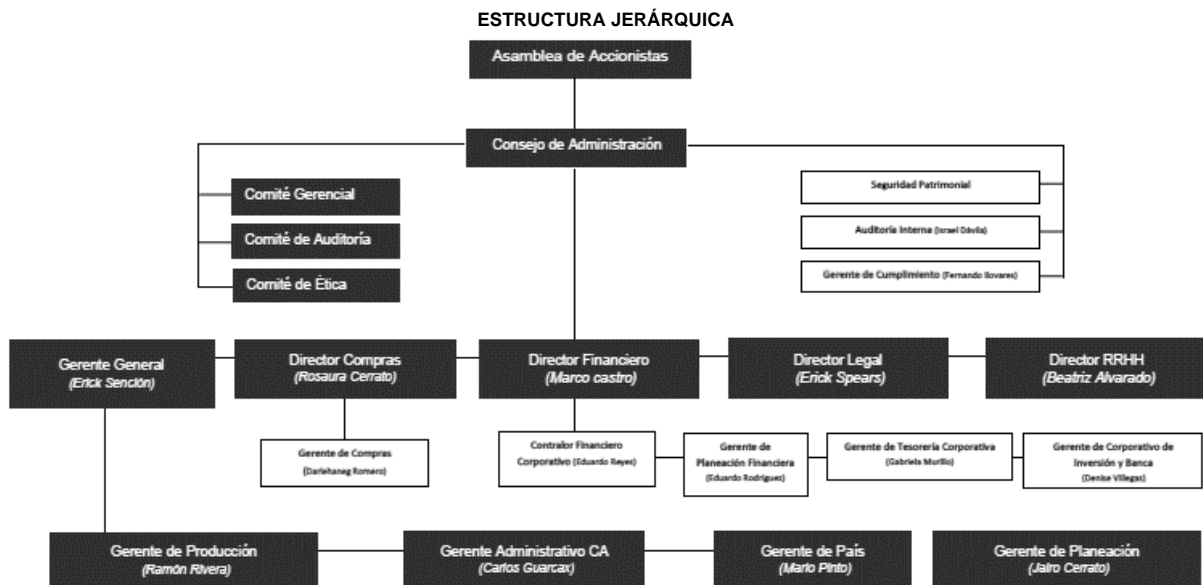 ESTRUCTURA JERÁRQUICA
Asamblea de Accionistas
Consejo de Administración
Comité Gerencial
Comité de Auditoría
Comité de Ética
Seguridad Patrimonial
Auditoría Interna (Israel Dávila)
Gerente de Cumplimiento (Fernando Ilovares)
Gerente General
(Erick Sención)
Director Compras
(Rosaura Cerrato)
Director Financiero
(Marco castro)
Director Legal
(Erick Spears)
Director RRHH
(Beatriz Alvarado)
Gerente de Compras
(Dariehaneg Romero)
Contralor Financiero
Corporativo (Eduardo Reyes)
Gerente de
Planeación Financiera
(Eduardo Rodríguez)
Gerente de Tesorería Corporativa
(Gabriela Murillo)
Gerente de Corporativo de
Inversión y Banca
(Denise Villegas)
Gerente de Producción
(Ramón Rivera)
Gerente Administrativo CA
(Carlos Guarcax)
Gerente de País
(Mario Pinto)
Gerente de Planeación
(Jairo Cerrato)